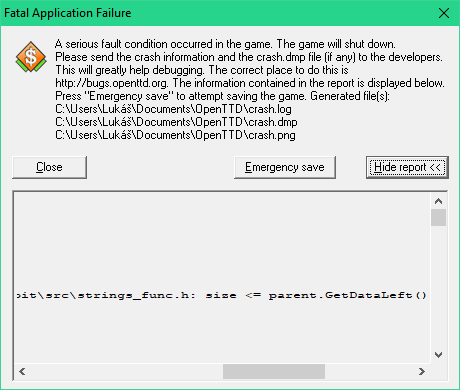 Fatal Application Failure
A serious fault condition occurred in the game. The game will shut down.
Please send the crash information and the crash.dmp file (if any) to the developers.
This will greatly help debugging. The correct place to do this is
http://bugs.openttd.org. The information contained in the report is displayed below.
Press "Emergency save" to attempt saving the game. Generated file(s):
C:\Users\Lukáš\Documents\OpenTTD\crash.log
C:\Users\Lukáš\Documents\OpenTTD\crash.dmp
C:\Users\Lukáš\Documents\OpenTTD\crash.png
Close Emergency save Hide report <<
bit\src\strings_func.h: size <= parent.GetDataLeft()